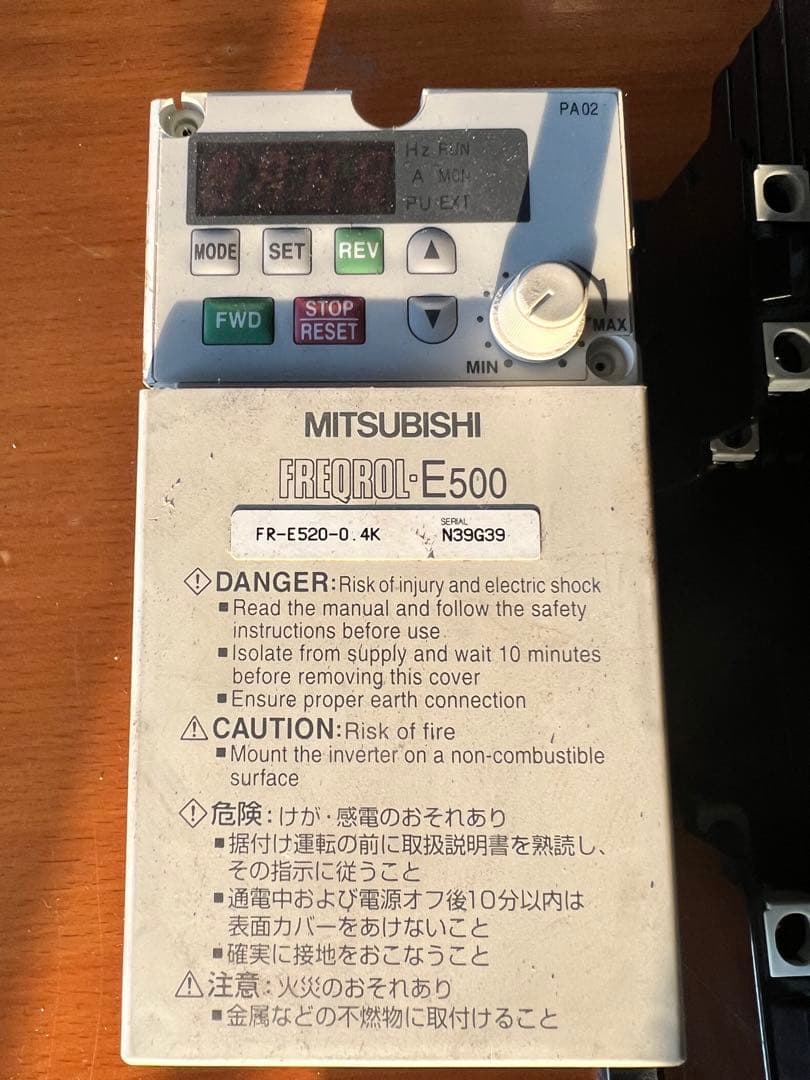 PA02
Hz RUN
A MON
PU EXT
MODE SET REV
FWD STOP
RESET
MAX
MIN
MITSUBISHI
FREQROL-E500
SERIAL
FR-E520-0.4K N39G39
DANGER:Risk of injury and electric shock
■Read the manual and follow the safety
instructions before use.
■Isolate from supply and wait 10 minutes
before removing this cover
■Ensure proper earth connection
CAUTION:Risk of fire
■Mount the inverter on a non-combustible
surface
危険:けが・感電のおそれあり
■据付け運転の前に取扱説明書を熟読し、
その指示に従うこと
■通電中および電源オフ後10分以内は
表面カバーをあけないこと
■確実に接地をおこなうこと
注意:火災のおそれあり
■金属などの不燃物に取付けること